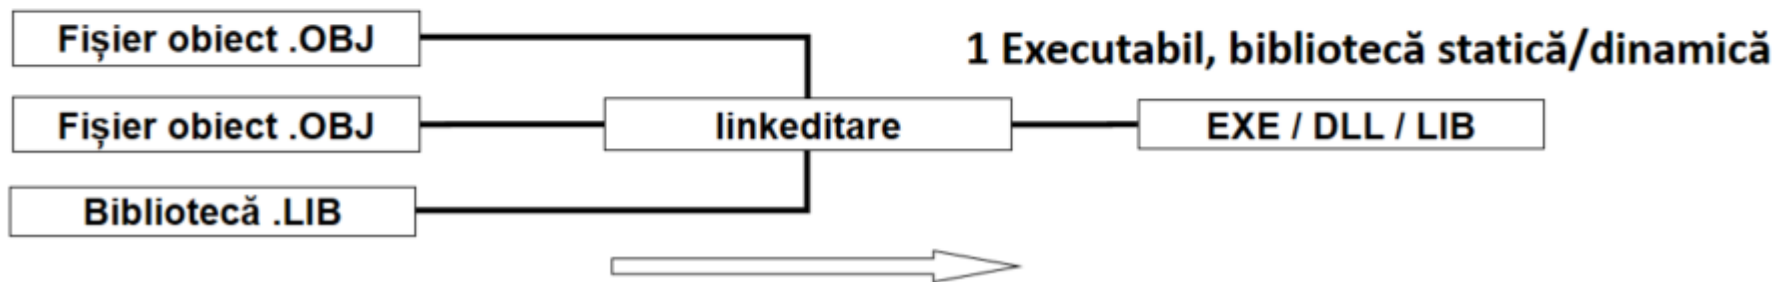 Fișier obiect .OBJ
1 Executabil, bibliotecă statică/dinamică
Fișier obiect .OBJ
linkeditare
EXE / DLL / LIB
Bibliotecă .LIB